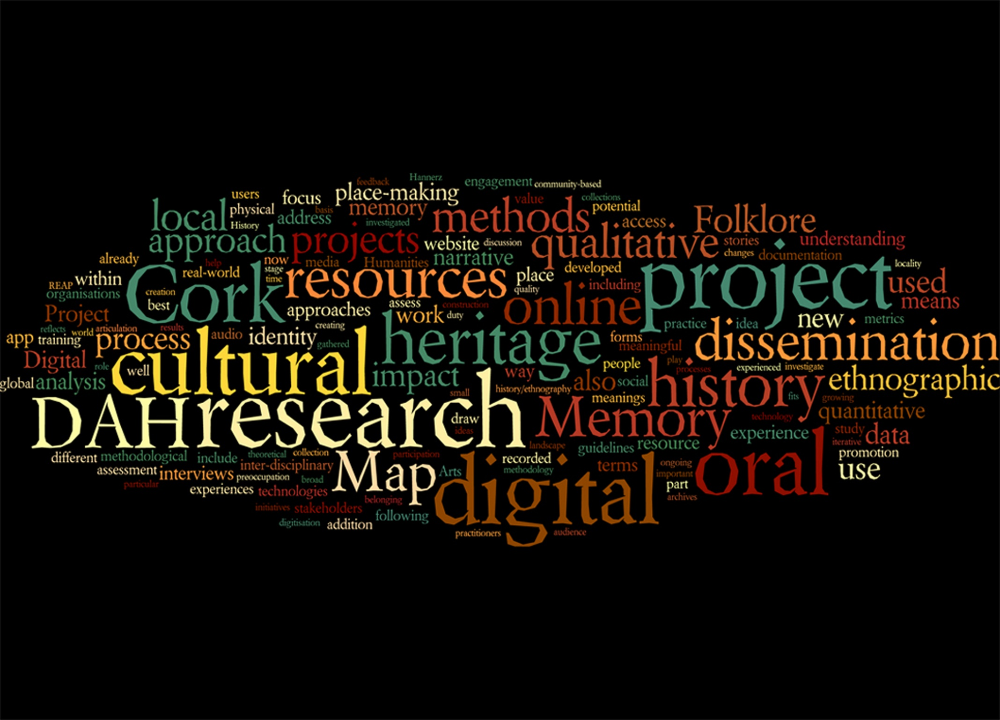 feedback Hannerz engagement community-based
users focus place-making value collections
local physical basis memory methods potential Folklore
History address investigated access
approach projects website discussion qualitative stories understanding
already help now media Humanities narrative changes documentation
within real-world stage resources place developed project locality
REAP Cork time quality including used
organisations creation online
best approaches assess construction means
Project work duty practice idea new metrics
reflects world articulation results creating
app training process audio identity gathered heritage forms dissemination
Digital meaningful
role cultural well people play experienced investigate
global analysis impact way also social processes history ethnographic
small history/ethnography meanings fits growing
DAH research draw Memory technology quantitative
ideas experience study data
landscape guidelines resource iterative
different methodological include theoretical collection Map participation recorded promotion
assessment interviews inter-disciplinary Arts methodology terms ongoing oral use
particular preoccupation broad digital important
experiences technologies part
belonging archives
initiatives stakeholders following
digitisation addition
practitioners audience